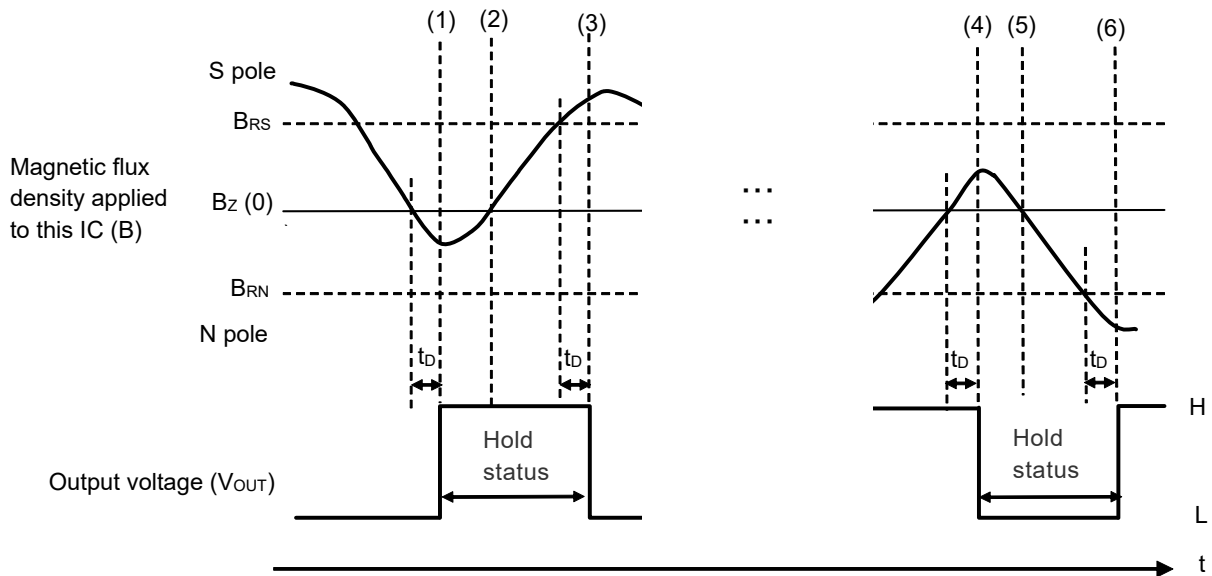 (1) (2) (3) (4) (5) (6)
S pole
BRS
Magnetic flux
density applied
to this IC (B)
BZ (0)
...
...
BRN
N pole
tD tD tD tD
H
Hold
status
Hold
status
Output voltage (VOUT)
L
t